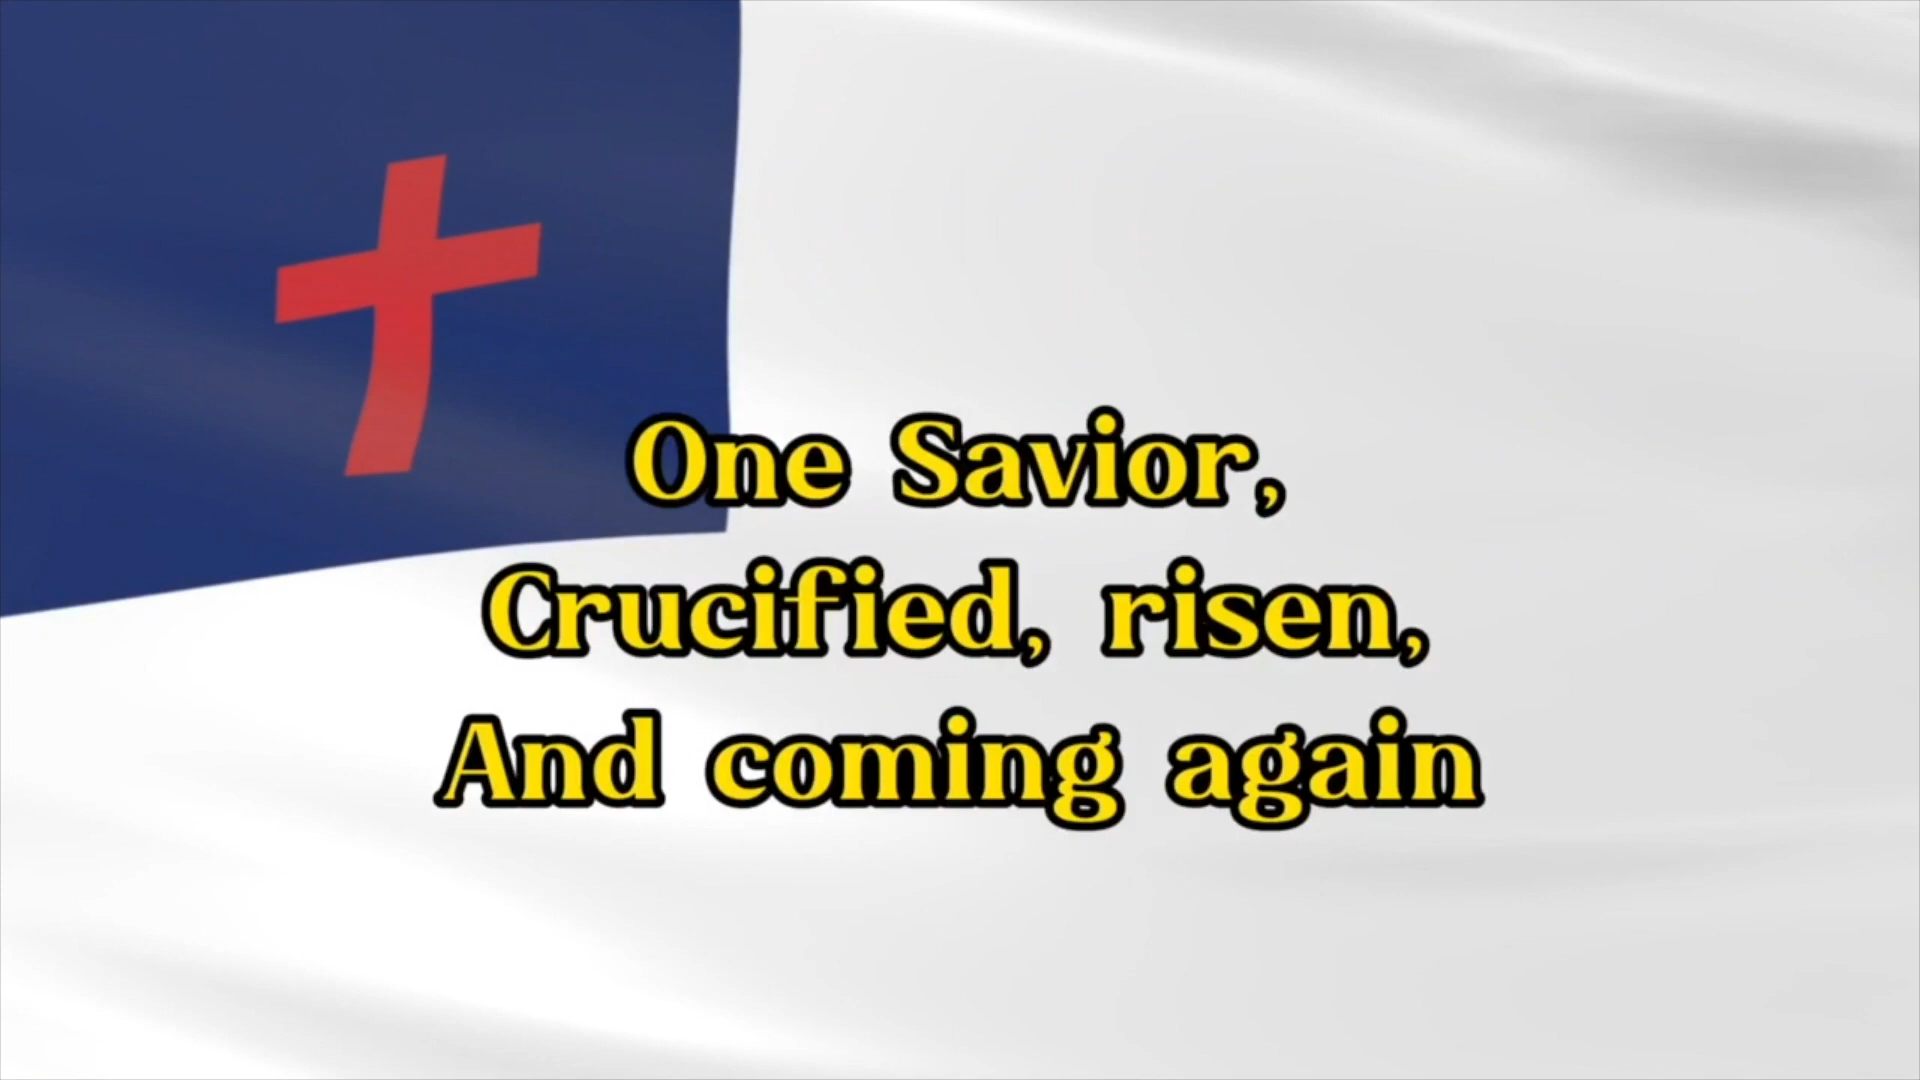 One Savior,
Crucified, risen,
And coming again